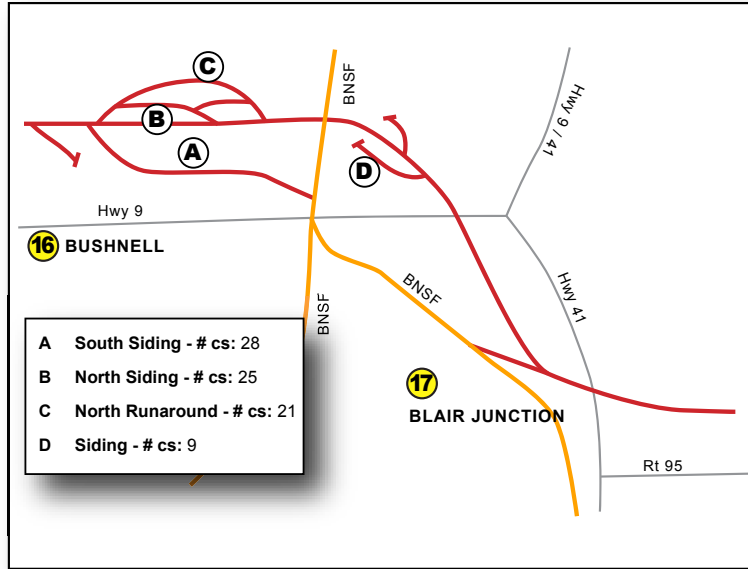 C
BNSF
Hwy 9 / 41
B
A
D
Hwy 9
16 BUSHNELL
BNSF
Hwy 41
BNSF
A South Siding - # cs: 28
B North Siding - # cs: 25
C North Runaround - # cs: 21
D Siding - # cs: 9
17
BLAIR JUNCTION
Rt 95